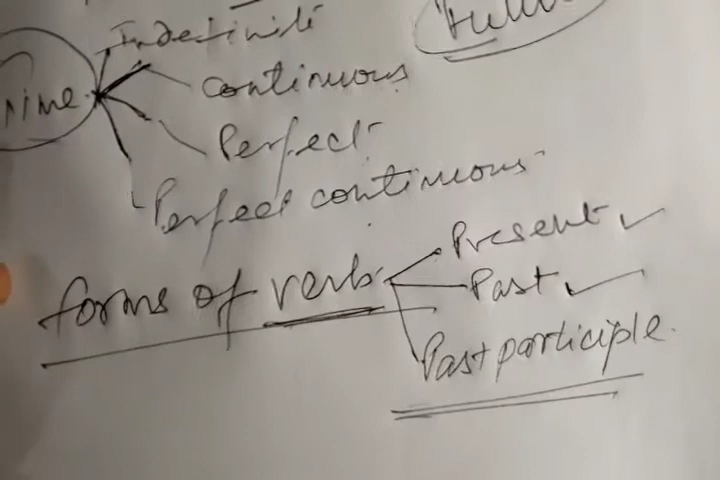 Indefinite
Time
continuous
Perfect
Perfect continuous
forms of verb
Present
Past
Past participle